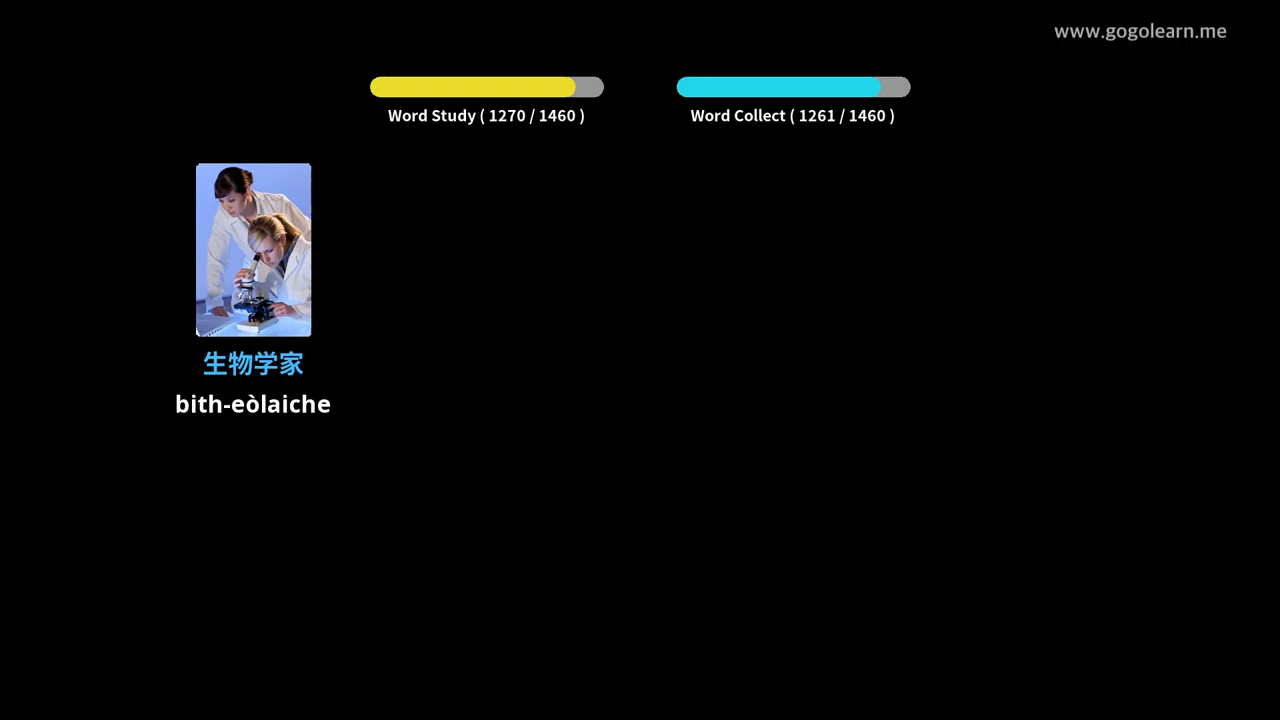 www.gogolearn.me
Word Study ( 1270 / 1460 )
Word Collect ( 1261 / 1460 )
生物学家
bith-eòlaiche